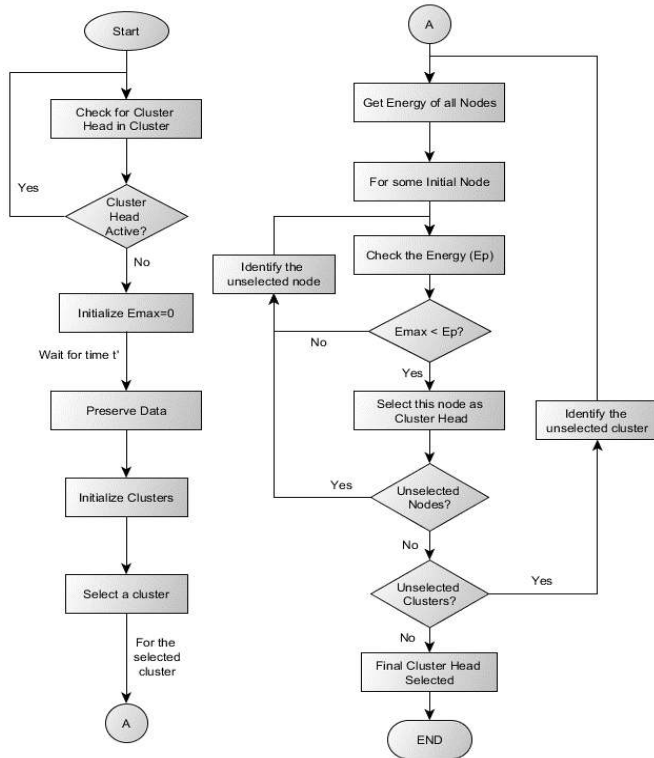 Start
Check for Cluster
Head in Cluster
Yes
Cluster
Head
Active?
No
Initialize Emax=0
Wait for time t'
Preserve Data
Initialize Clusters
Select a cluster
For the
selected
cluster
A
A
Get Energy of all Nodes
For some Initial Node
Check the Energy (Ep)
Identify the
unselected node
Emax < Ep?
No
Yes
Select this node as
Cluster Head
Identify the
unselected cluster
Unselected
Nodes?
Yes
No
Unselected
Clusters?
Yes
No
Final Cluster Head
Selected
END